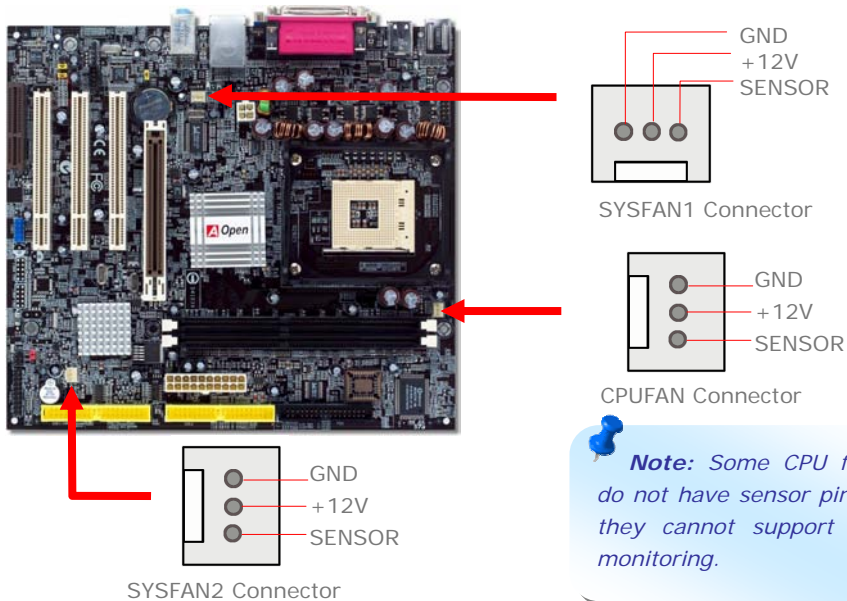 GND
+12V
SENSOR
SYSFAN1 Connector
AOpen
GND
+12V
SENSOR
CPUFAN Connector
GND
+12V
SENSOR
SYSFAN2 Connector
Note: Some CPU
do not have sensor pin
they cannot support
monitoring.